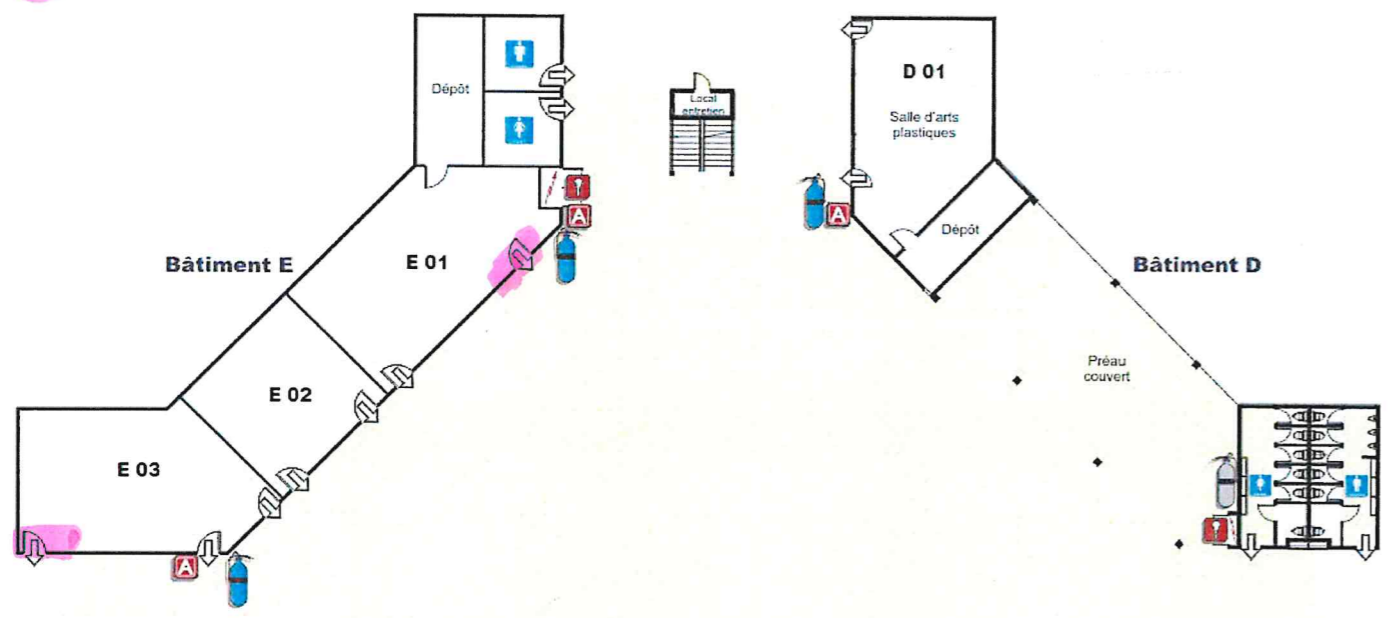 Dépôt
Local
entretien
D 01
Salle d'arts
plastiques
A
A
Dépôt
Bâtiment E
E 01
Bâtiment D
Préau
couvert
E 02
E 03
A